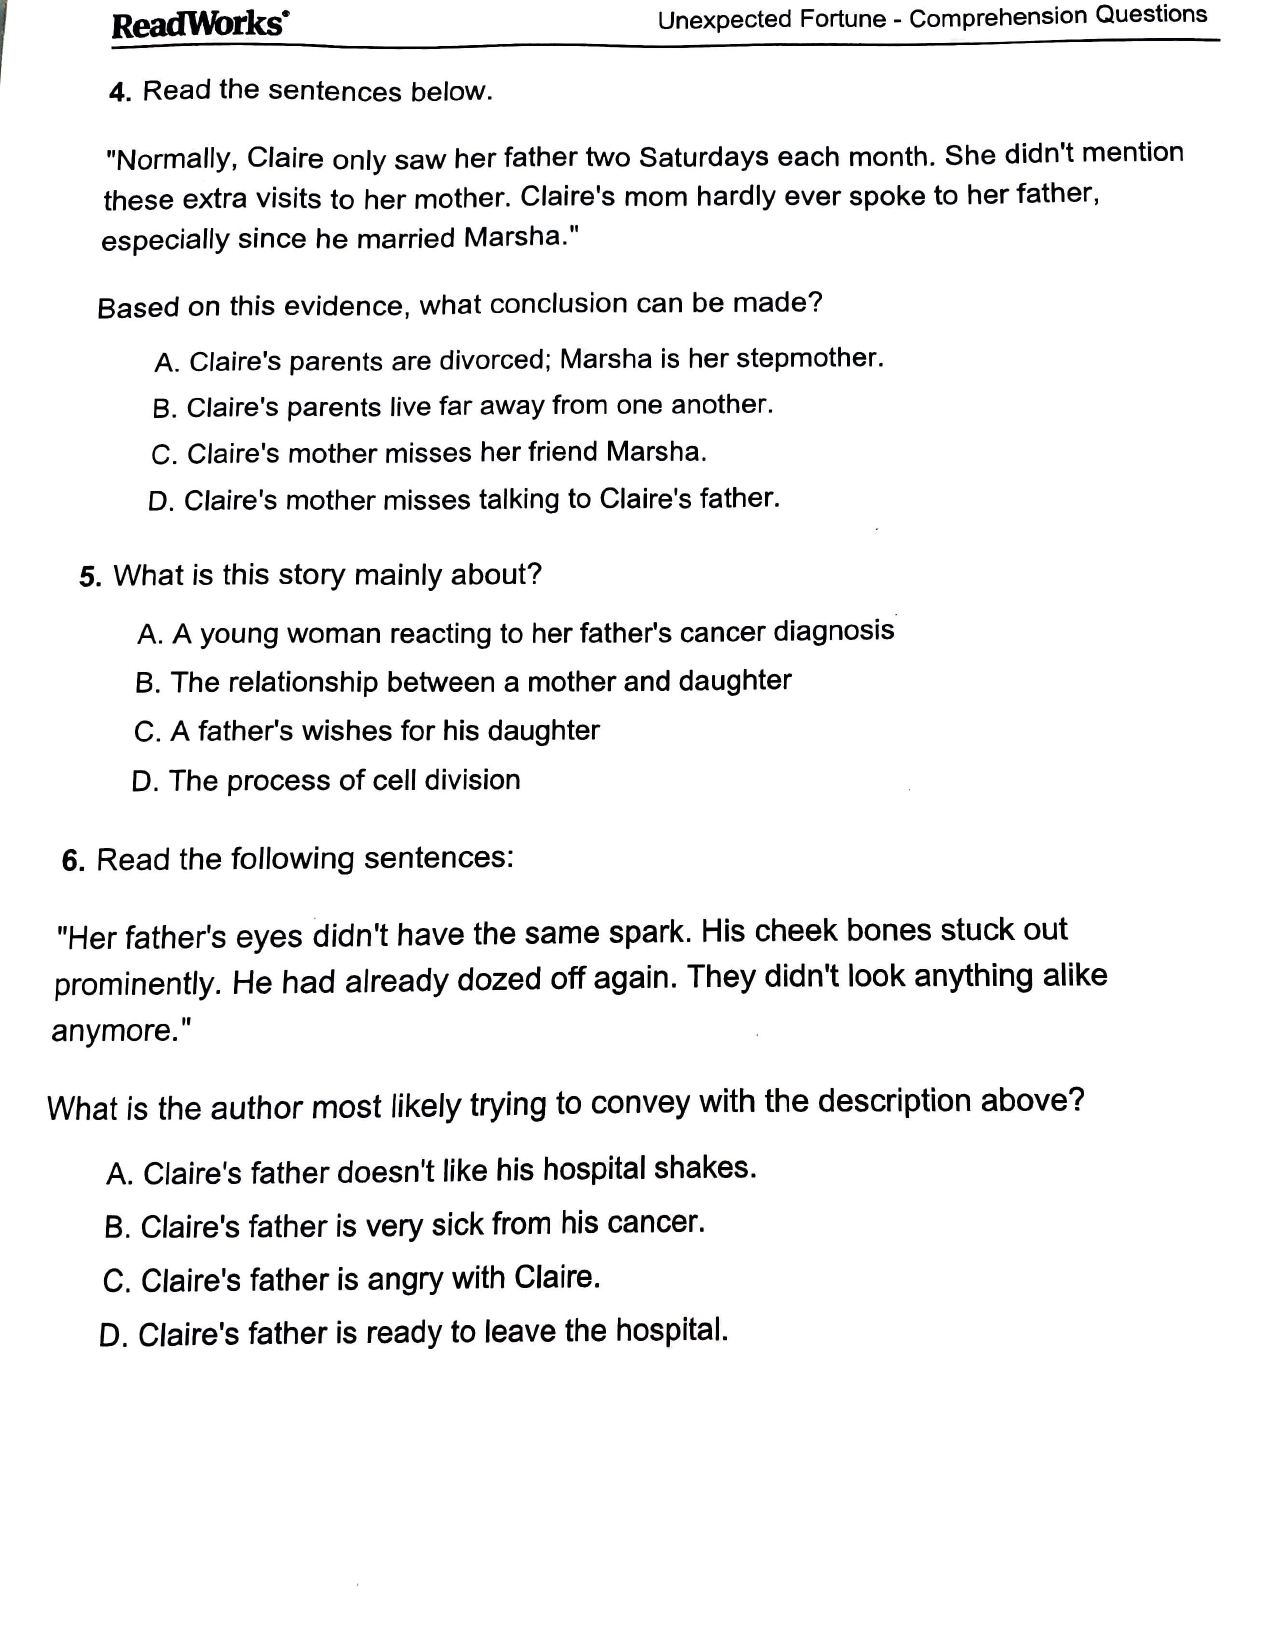 ReadWorks®
Unexpected Fortune - Comprehension Questions
4. Read the sentences below.
"Normally, Claire only saw her father two Saturdays each month. She didn't mention
these extra visits to her mother. Claire's mom hardly ever spoke to her father,
especially since he married Marsha."
Based on this evidence, what conclusion can be made?
A. Claire's parents are divorced; Marsha is her stepmother.
B. Claire's parents live far away from one another.
C. Claire's mother misses her friend Marsha.
D. Claire's mother misses talking to Claire's father.
5. What is this story mainly about?
A. A young woman reacting to her father's cancer diagnosis
B. The relationship between a mother and daughter
C. A father's wishes for his daughter
D. The process of cell division
6. Read the following sentences:
"Her father's eyes didn't have the same spark. His cheek bones stuck out
prominently. He had already dozed off again. They didn't look anything alike
anymore."
What is the author most likely trying to convey with the description above?
A. Claire's father doesn't like his hospital shakes.
B. Claire's father is very sick from his cancer.
C. Claire's father is angry with Claire.
D. Claire's father is ready to leave the hospital.